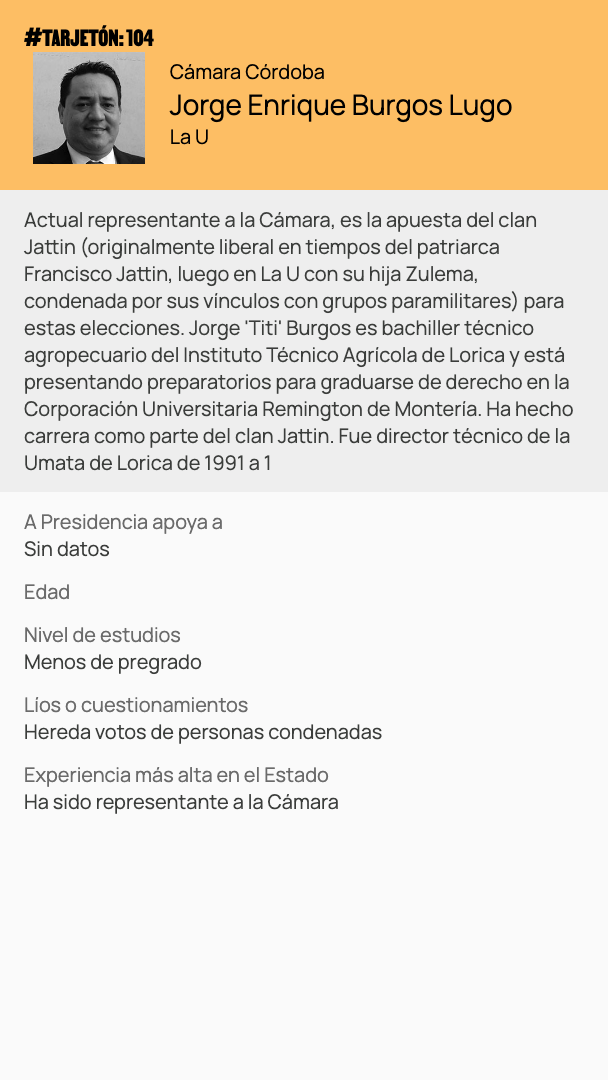 #TARJETÓN: 104
Cámara Córdoba
Jorge Enrique Burgos Lugo
La U
Actual representante a la Cámara, es la apuesta del clan
Jattin (originalmente liberal en tiempos del patriarca
Francisco Jattin, luego en La U con su hija Zulema,
condenada por sus vínculos con grupos paramilitares) para
estas elecciones. Jorge 'Titi' Burgos es bachiller técnico
agropecuario del Instituto Técnico Agrícola de Lorica y está
presentando preparatorios para graduarse de derecho en la
Corporación Universitaria Remington de Montería. Ha hecho
carrera como parte del clan Jattin. Fue director técnico de la
Umata de Lorica de 1991 a 1
A Presidencia apoya a
Sin datos
Edad
Nivel de estudios
Menos de pregrado
Líos o cuestionamientos
Hereda votos de personas condenadas
Experiencia más alta en el Estado
Ha sido representante a la Cámara